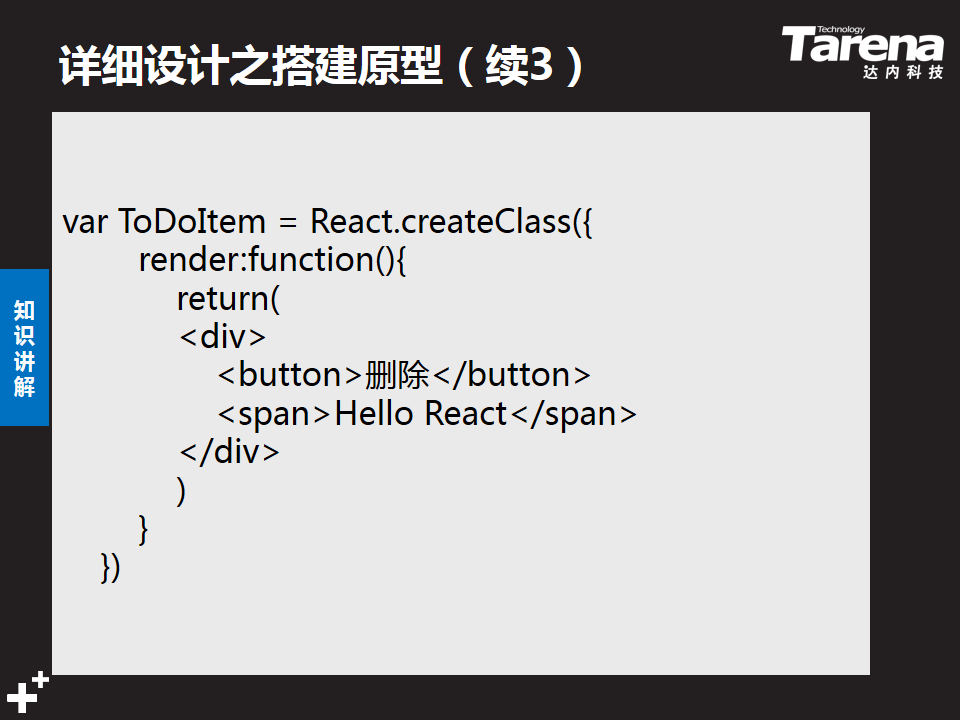 详细设计之搭建原型（续3）
Technology
Tarena
达内科技
知识讲解
var ToDoItem = React.createClass({
render:function(){
return(
<div>
<button>删除</button>
<span>Hello React</span>
</div>
)
}
})